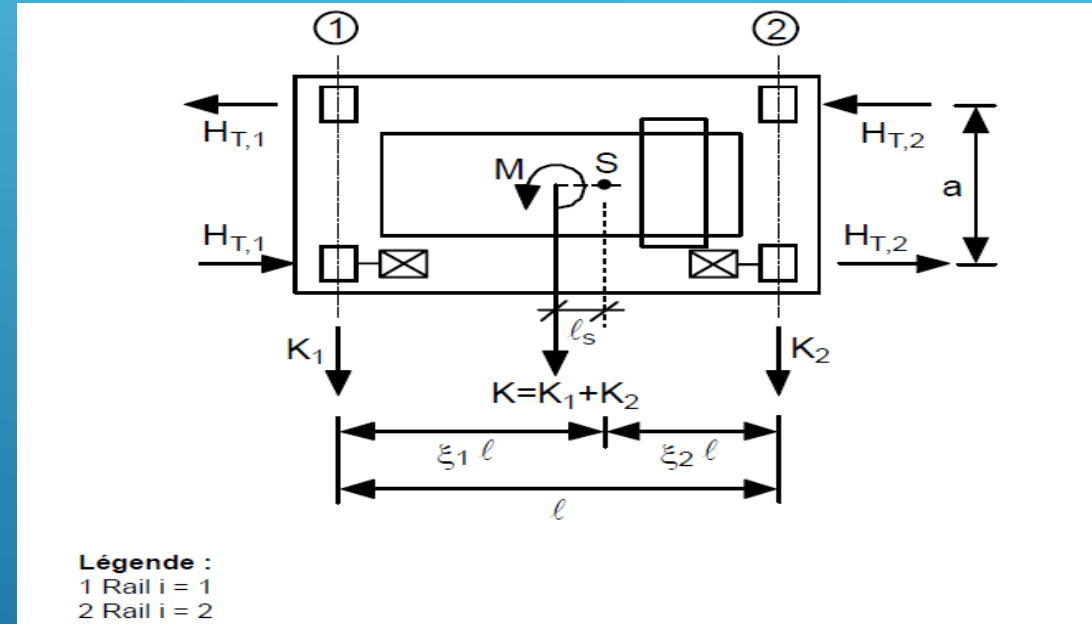 1 2
H_T,1 H_T,2
M S
a
H_T,1 H_T,2
ℓ_s
K_1 K_2
K=K_1+K_2
ξ_1 ℓ ξ_2 ℓ
ℓ
Légende :
1 Rail i = 1
2 Rail i = 2